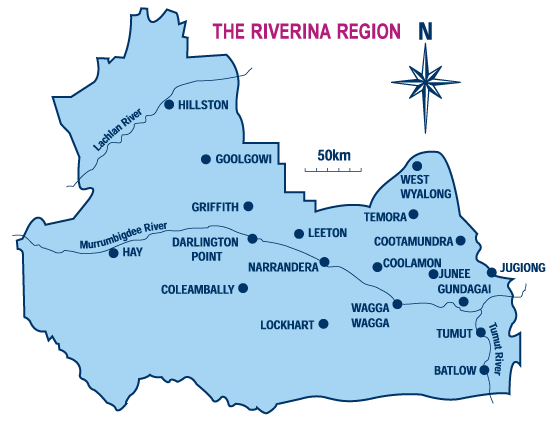 THE RIVERINA REGION
N
HILLSTON
Lachlan River
GOOLGOWI
50km
WEST
WYALONG
GRIFFITH
TEMORA
Murrumbigdee River
DARLINGTON
POINT
LEETON
COOTAMUNDRA
HAY
NARRANDERA
COOLAMON
JUNEE
JUGIONG
COLEAMBALLY
GUNDAGAI
WAGGA
WAGGA
LOCKHART
TUMUT
Tumut River
BATLOW